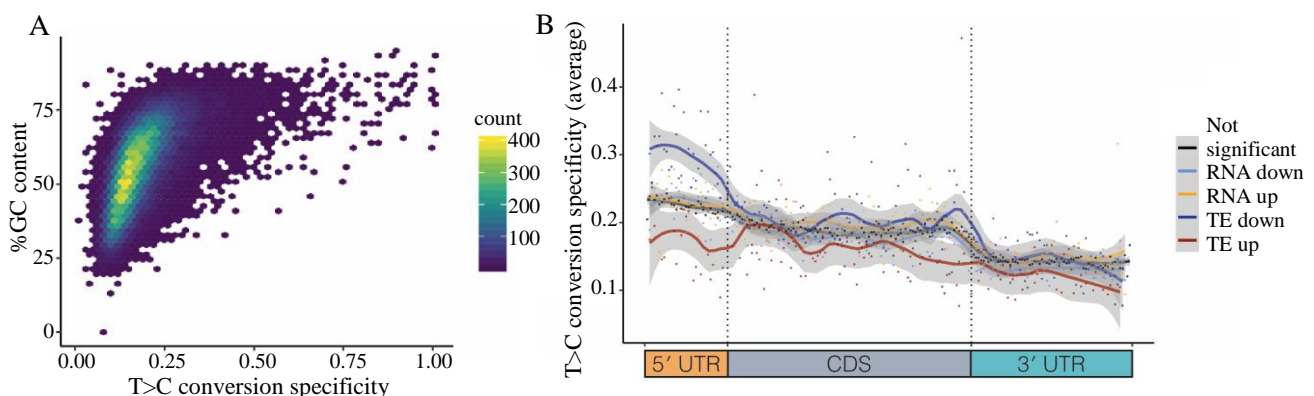 A
%GC content
75
50
25
0
0.00
0.25
0.50
0.75
1.00
T>C conversion specificity
count
400
300
200
100
B
T>C conversion specificity (average)
0.4
0.3
0.2
0.1
5′ UTR
CDS
3′ UTR
Not
significant
RNA down
RNA up
TE down
TE up